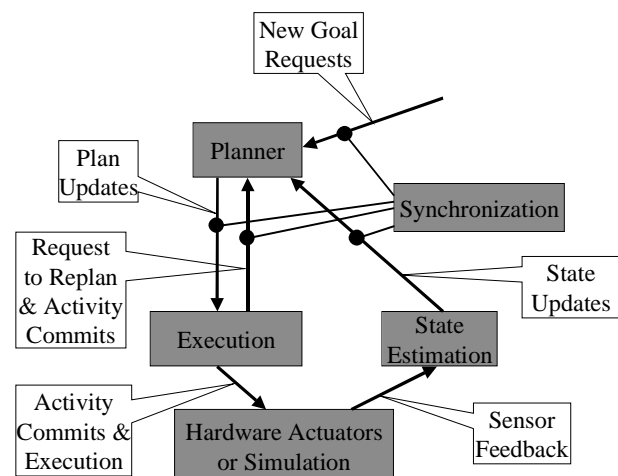 New Goal
Requests
Planner
Plan
Updates
Synchronization
Request
to Replan
& Activity
Commits
State
Updates
Execution
State
Estimation
Activity
Commits &
Execution
Hardware Actuators
or Simulation
Sensor
Feedback